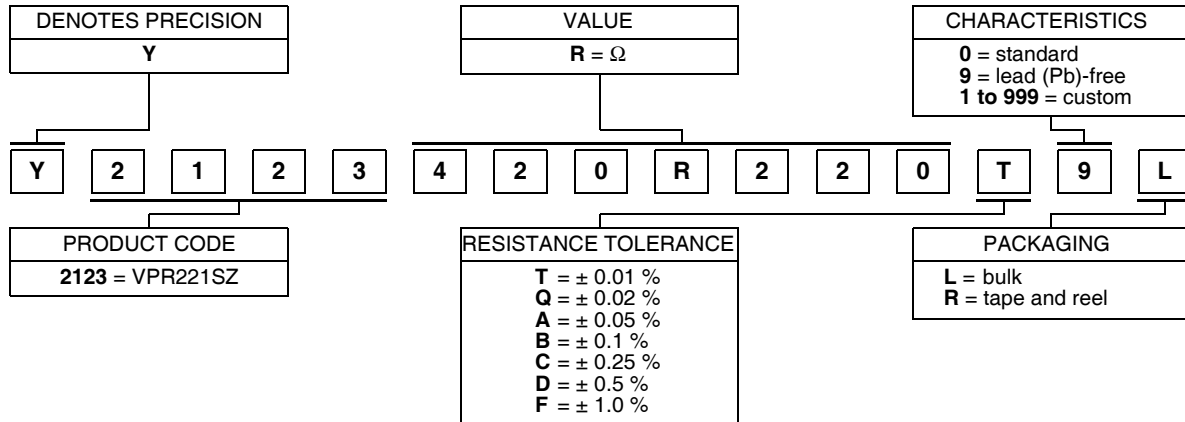 DENOTES PRECISION
Y
VALUE
R = Ω
CHARACTERISTICS
0 = standard
9 = lead (Pb)-free
1 to 999 = custom
Y 2 1 2 3 4 2 0 R 2 2 0 T 9 L
PRODUCT CODE
2123 = VPR221SZ
RESISTANCE TOLERANCE
T = ± 0.01 %
Q = ± 0.02 %
A = ± 0.05 %
B = ± 0.1 %
C = ± 0.25 %
D = ± 0.5 %
F = ± 1.0 %
PACKAGING
L = bulk
R = tape and reel